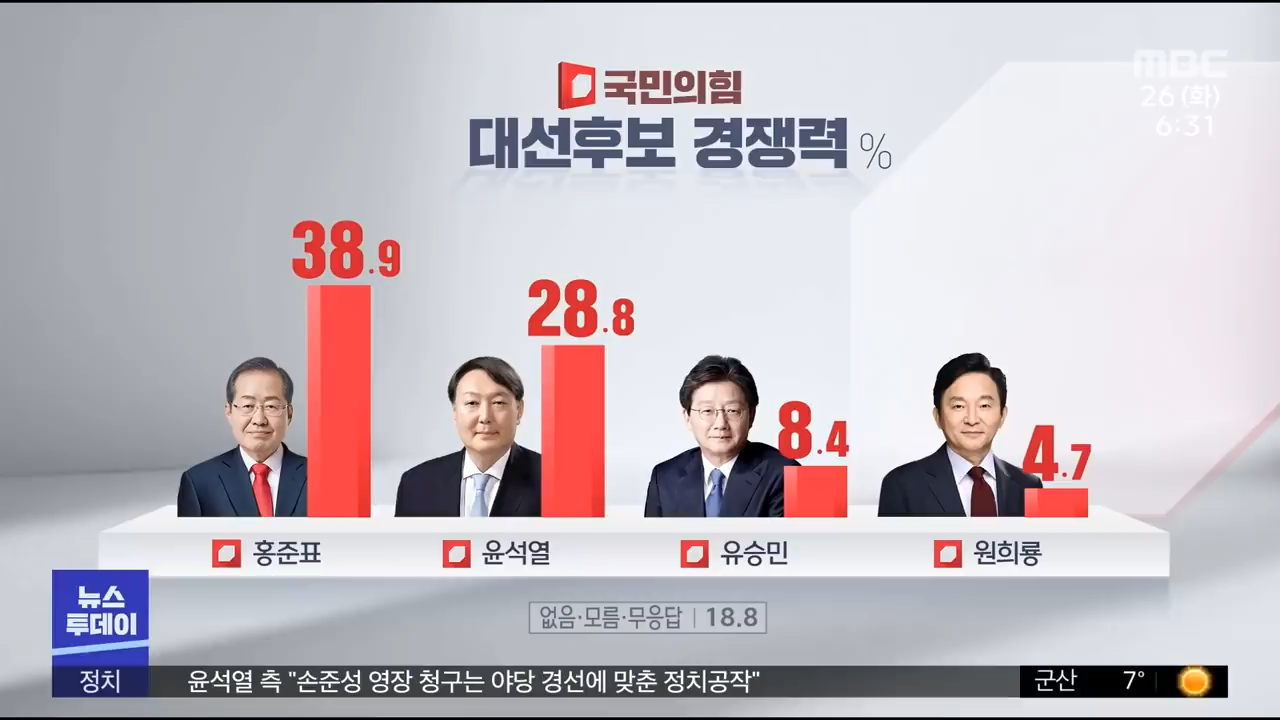 국민의힘
대선후보 경쟁력 %
MBC
26 (화)
6:31
38.9
28.8
8.4
4.7
홍준표
윤석열
유승민
원희룡
없음·모름·무응답 | 18.8
뉴스
투데이
정치
윤석열 측 "손준성 영장 청구는 야당 경선에 맞춘 정치공작"
군산 7°